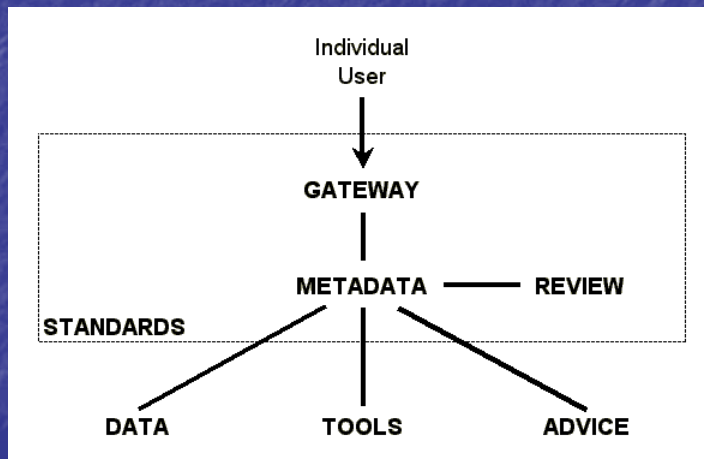 Individual
User
GATEWAY
METADATA REVIEW
STANDARDS
DATA TOOLS ADVICE